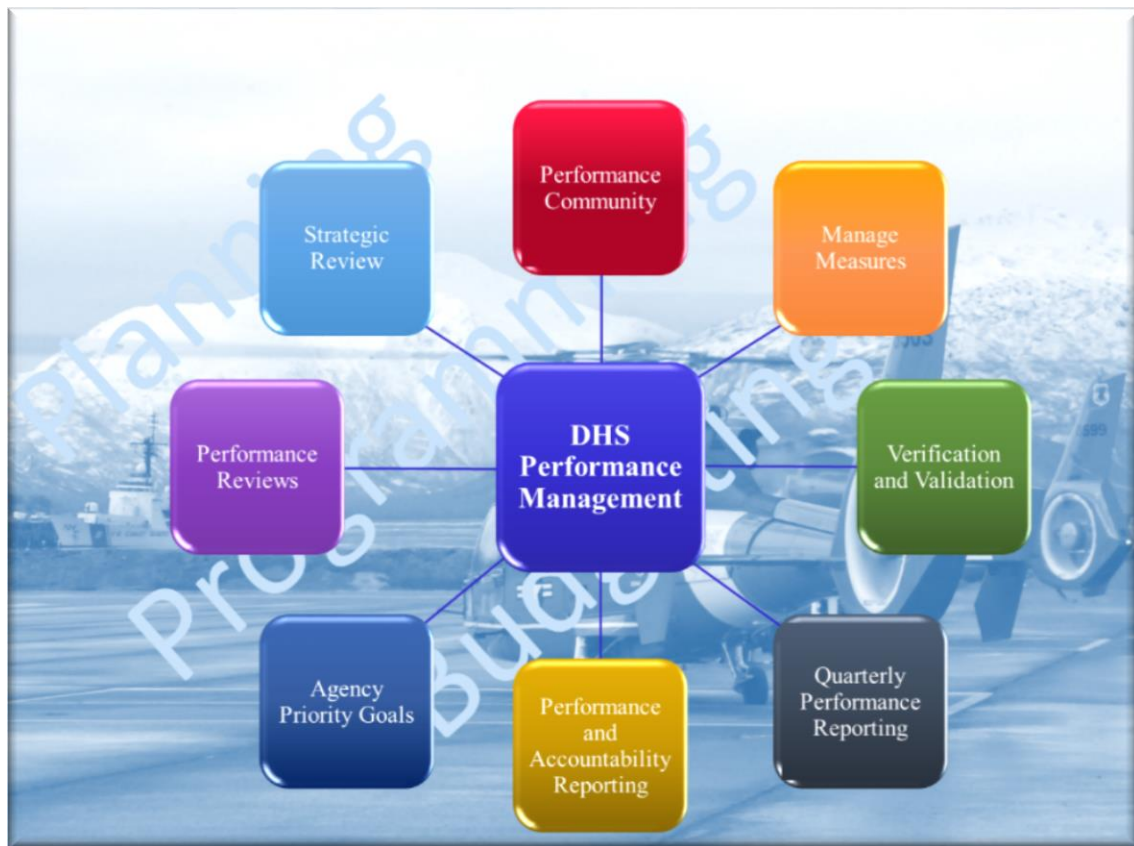 Planning
Programming
Budgeting
Performance
Community
Strategic
Review
Manage
Measures
Performance
Reviews
DHS
Performance
Management
Verification
and Validation
Agency
Priority Goals
Performance
and
Accountability
Reporting
Quarterly
Performance
Reporting